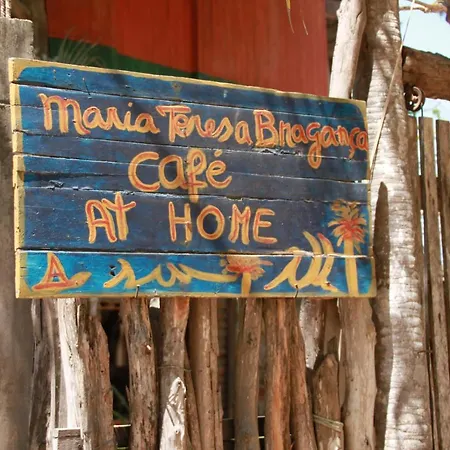 Maria Teresa Bragança
Café
AT HOME